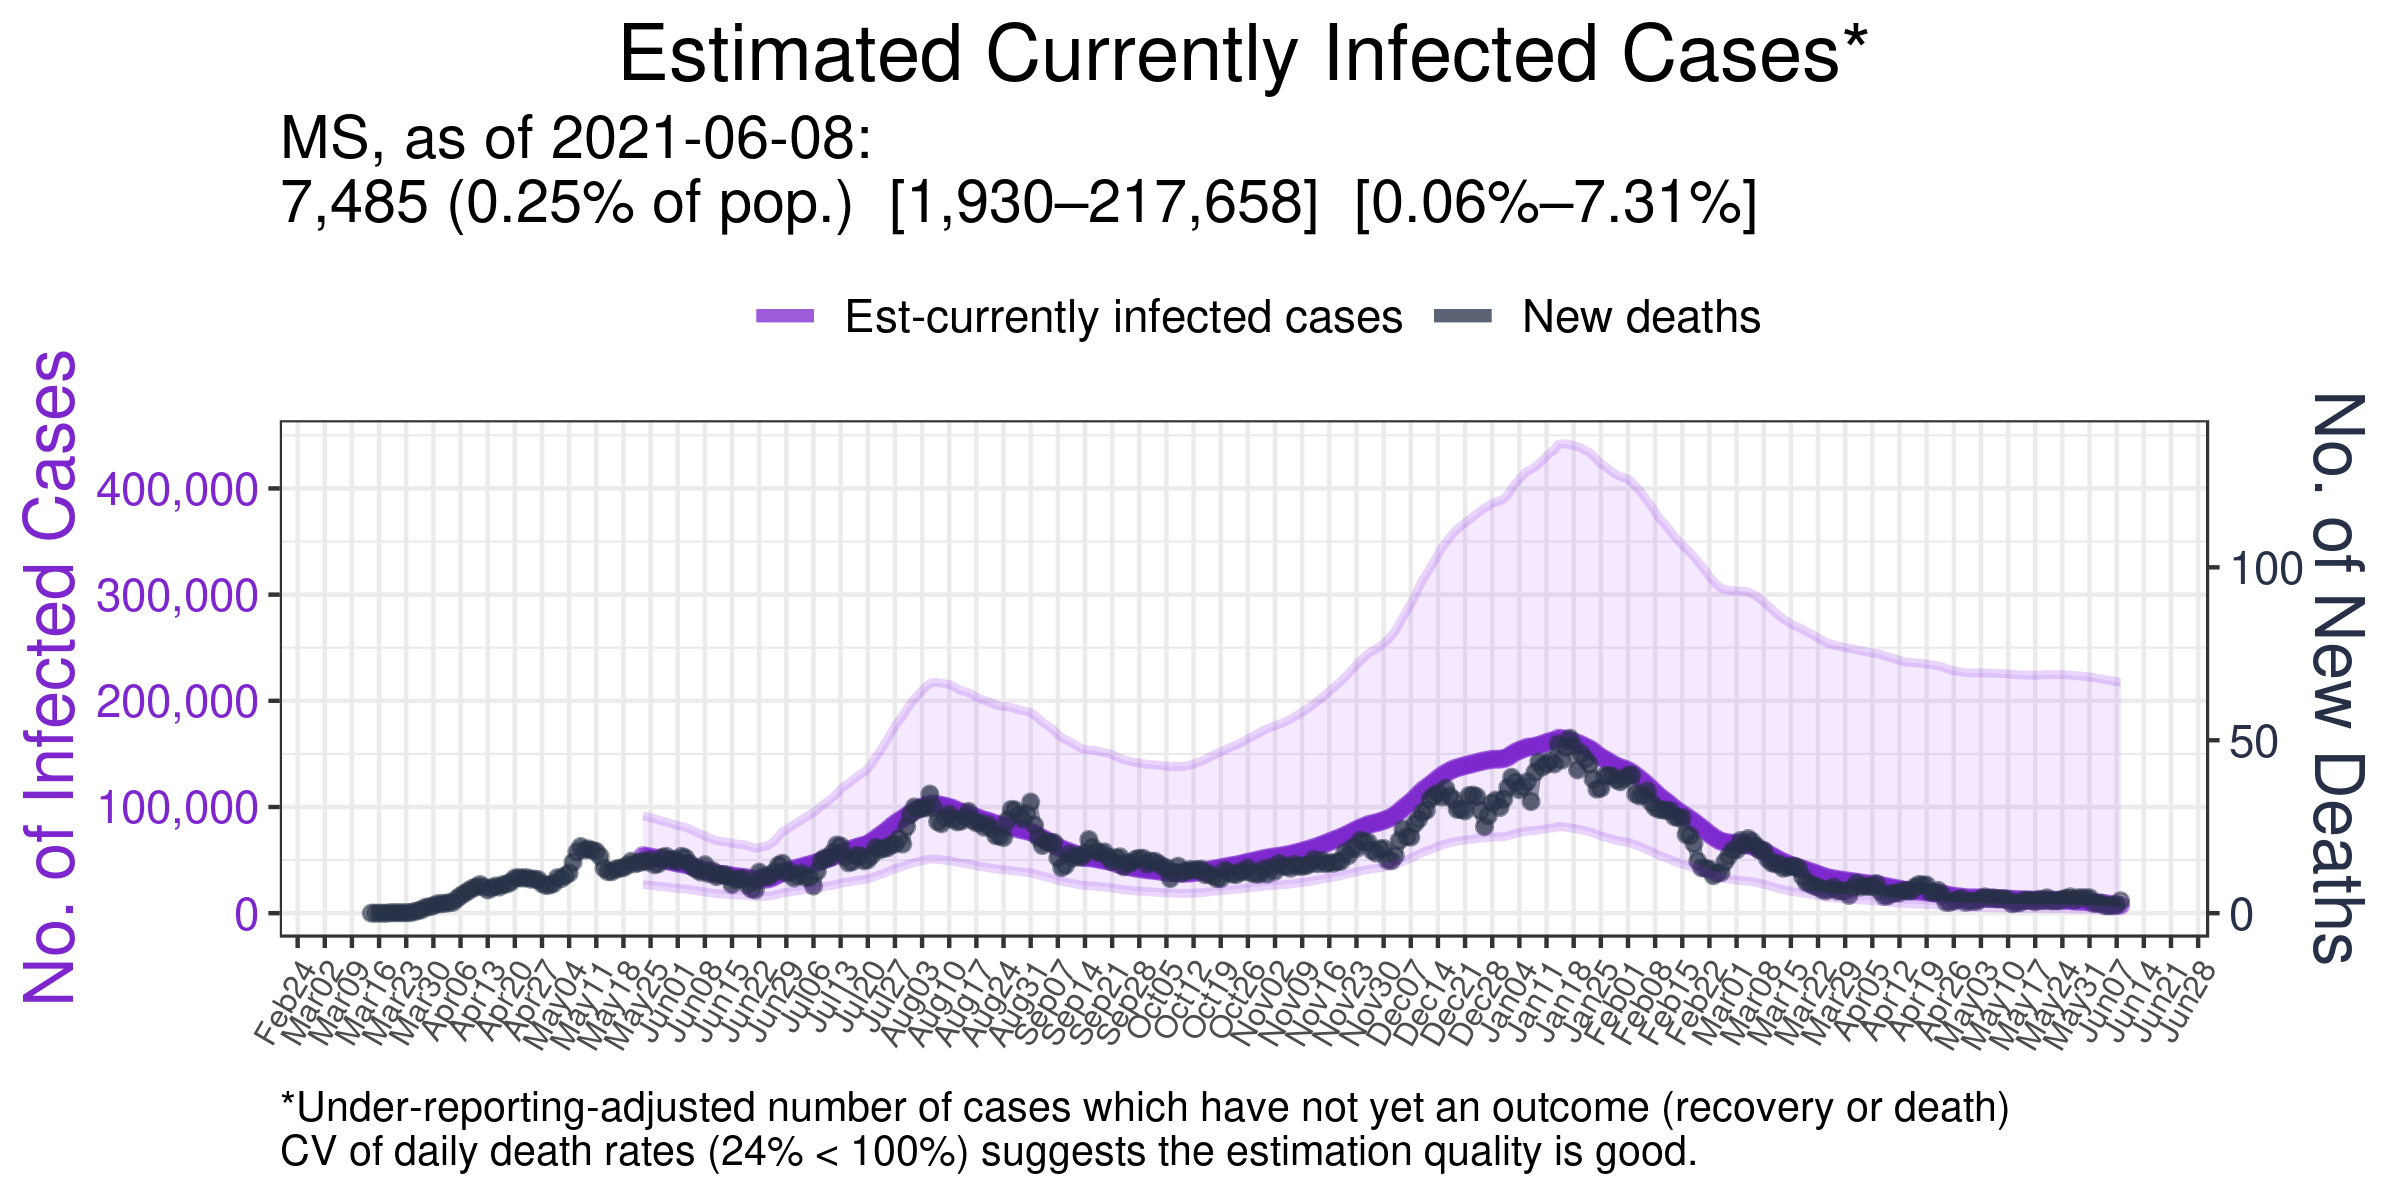 Estimated Currently Infected Cases*
MS, as of 2021-06-08:
7,485 (0.25% of pop.) [1,930–217,658] [0.06%–7.31%]
Est-currently infected cases
New deaths
No. of Infected Cases
400,000
300,000
200,000
100,000
0
100
50
0
No. of New Deaths
Feb24
Mar02
Mar09
Mar16
Mar23
Mar30
Apr06
Apr13
Apr20
Apr27
May04
May11
May18
May25
Jun01
Jun08
Jun15
Jun22
Jun29
Jul06
Jul13
Jul20
Jul27
Aug03
Aug10
Aug17
Aug24
Aug31
Sep07
Sep14
Sep21
Sep28
Oct05
Oct12
Oct19
Oct26
Nov02
Nov09
Nov16
Nov23
Nov30
Dec07
Dec14
Dec21
Dec28
Jan04
Jan11
Jan18
Jan25
Feb01
Feb08
Feb15
Feb22
Mar01
Mar08
Mar15
Mar22
Mar29
Apr05
Apr12
Apr19
Apr26
May03
May10
May17
May24
May31
Jun07
Jun14
Jun21
Jun28
*Under-reporting-adjusted number of cases which have not yet an outcome (recovery or death)
CV of daily death rates (24% < 100%) suggests the estimation quality is good.